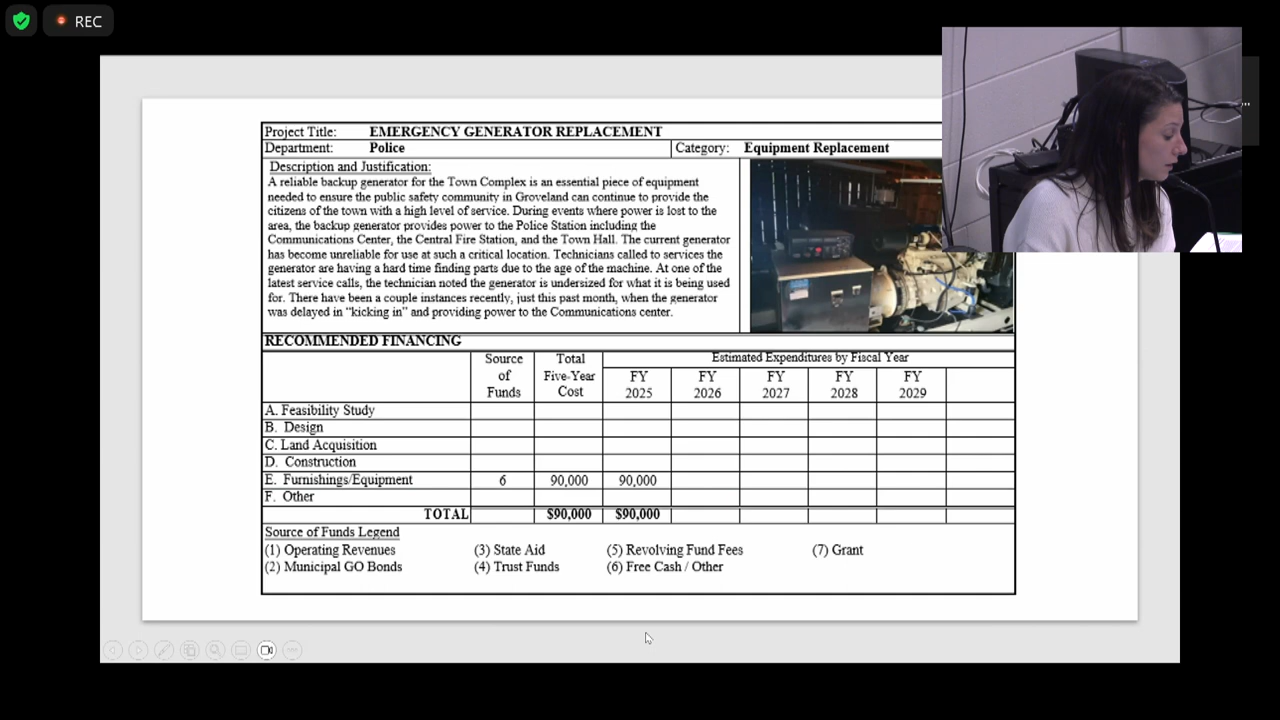 REC
Project Title: EMERGENCY GENERATOR REPLACEMENT
Department: Police Category: Equipment Replacement
Description and Justification:
A reliable backup generator for the Town Complex is an essential piece of equipment
needed to ensure the public safety community in Groveland can continue to provide the
citizens of the town with a high level of service. During events where power is lost to the
area, the backup generator provides power to the Police Station including the
Communications Center, the Central Fire Station, and the Town Hall. The current generator
has become unreliable for use at such a critical location. Technicians called to services the
generator are having a hard time finding parts due to the age of the machine. At one of the
latest service calls, the technician noted the generator is undersized for what it is being used
for. There have been a couple instances recently, just this past month, when the generator
was delayed in “kicking in” and providing power to the Communications center.
RECOMMENDED FINANCING
Source of Funds Total Five-Year Cost Estimated Expenditures by Fiscal Year
FY 2025 FY 2026 FY 2027 FY 2028 FY 2029
A. Feasibility Study
B. Design
C. Land Acquisition
D. Construction
E. Furnishings/Equipment 6 90,000 90,000
F. Other
TOTAL $90,000 $90,000
Source of Funds Legend
(1) Operating Revenues (3) State Aid (5) Revolving Fund Fees (7) Grant
(2) Municipal GO Bonds (4) Trust Funds (6) Free Cash / Other